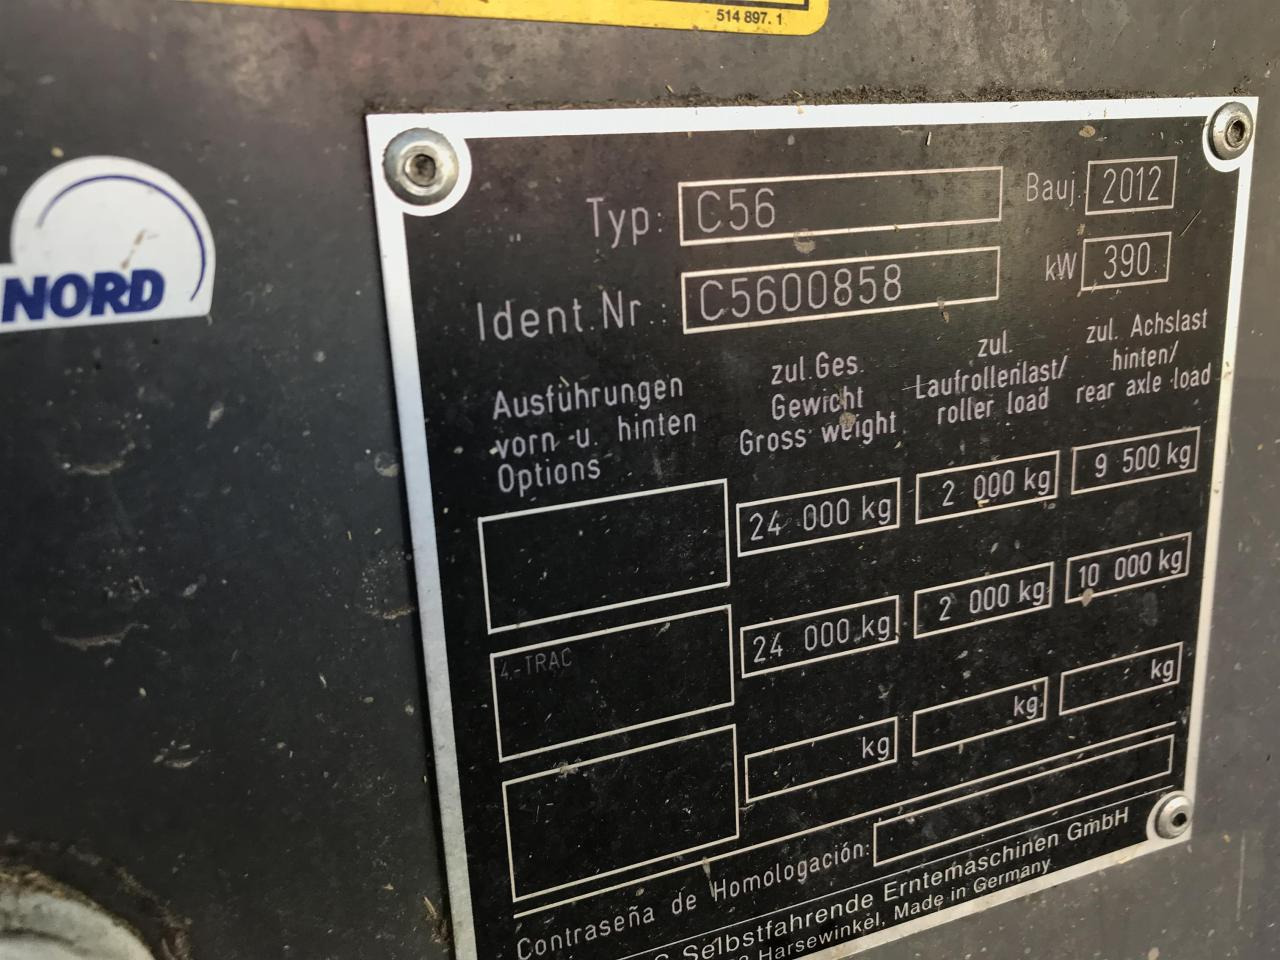 514 897. 1
NORD
Typ: C56
Bauj. 2012
Ident.Nr.: C5600858
kW 390
Ausführungen
vorn u. hinten
Options
zul.Ges.
Gewicht
Gross weight
zul.
Laufrollenlast/
roller load
zul. Achslast
hinten/
rear axle load
24 000 kg 2 000 kg 9 500 kg
4-TRAC 24 000 kg 2 000 kg 10 000 kg
kg kg kg
Contraseña de Homologación:
Selbstfahrende Erntemaschinen GmbH
Harsewinkel, Made in Germany